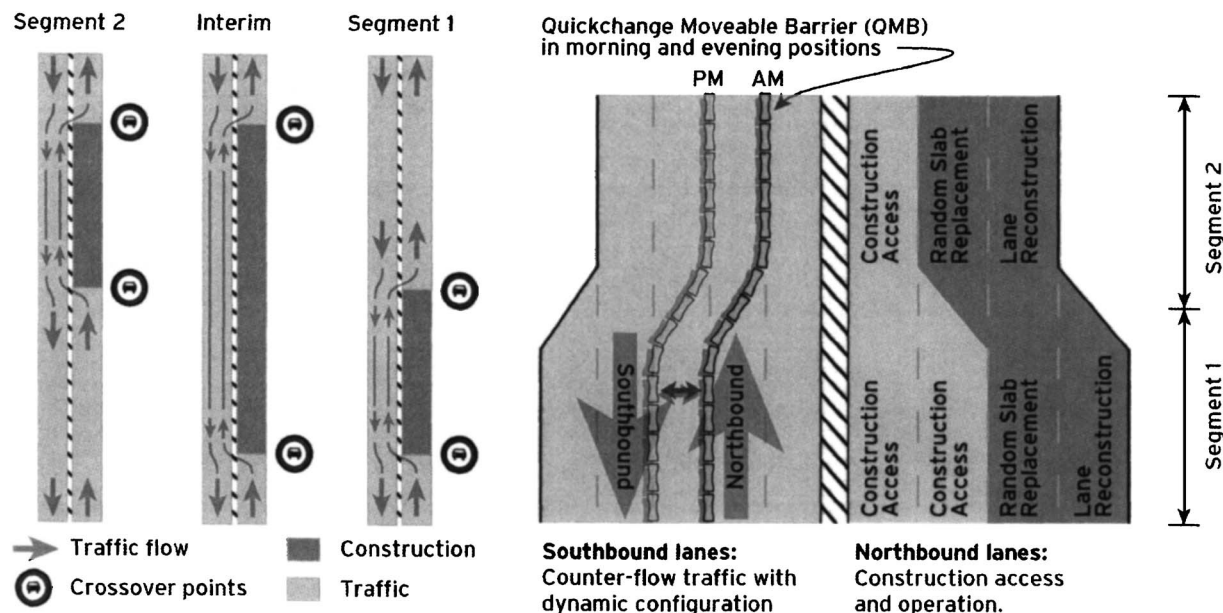 Segment 2
Interim
Segment 1
Traffic flow
Crossover points
Construction
Traffic
Quickchange Moveable Barrier (QMB)
in morning and evening positions
PM
AM
Construction
Access
Random Slab
Replacement
Lane
Reconstruction
Segment 2
Southbound
Northbound
Construction
Access
Construction
Access
Random Slab
Replacement
Lane
Reconstruction
Segment 1
Southbound lanes:
Counter-flow traffic with
dynamic configuration
Northbound lanes:
Construction access
and operation.